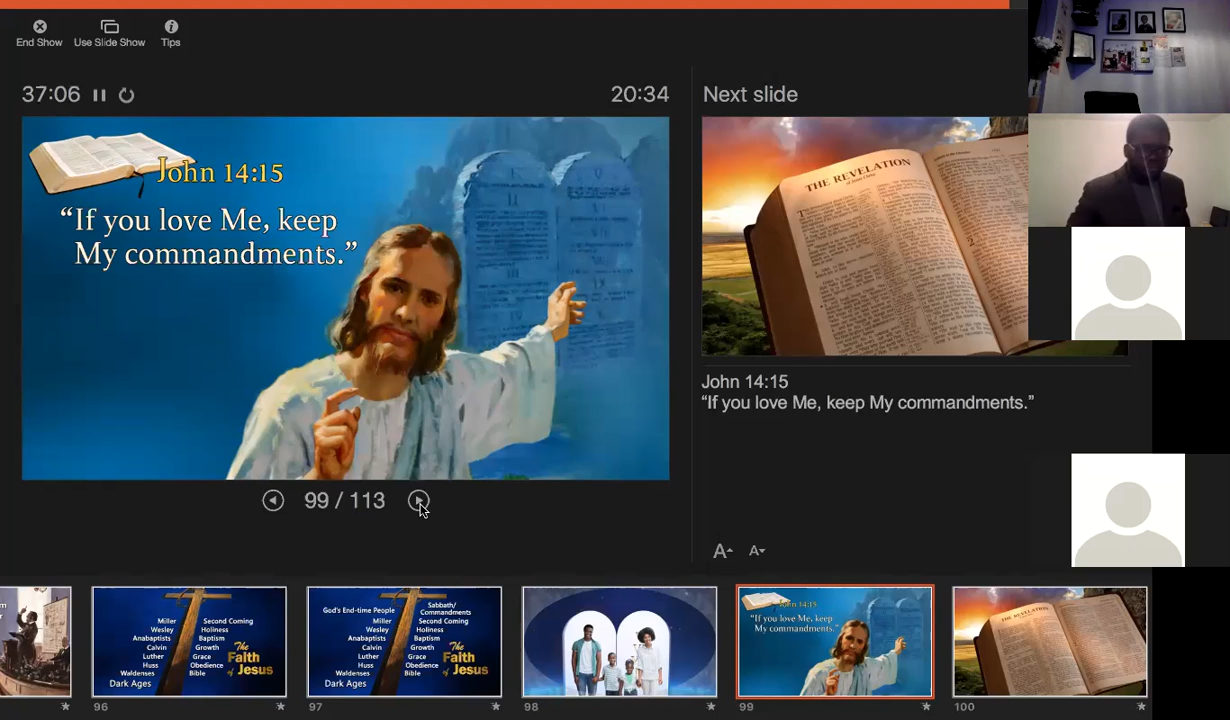 End Show
Use Slide Show
Tips
37:06
20:34
Next slide
John 14:15
“If you love Me, keep
My commandments.”
THE REVELATION
of Jesus Christ
John 14:15
“If you love Me, keep My commandments.”
99 / 113
A
A
Miller
Wesley
Anabaptists
Calvin
Luther
Huss
Waldenses
Dark Ages
Second Coming
Holiness
Baptism
Growth
Grace
Obedience
Bible
The
Faith
of Jesus
God's End-time People
Miller
Wesley
Anabaptists
Calvin
Luther
Huss
Waldenses
Dark Ages
Sabbath/
Commandments
Second Coming
Holiness
Baptism
Growth
Grace
Obedience
Bible
The
Faith
of Jesus
John 14:15
“If you love Me, keep
My commandments.”
THE REVELATION
96
97
98
99
100